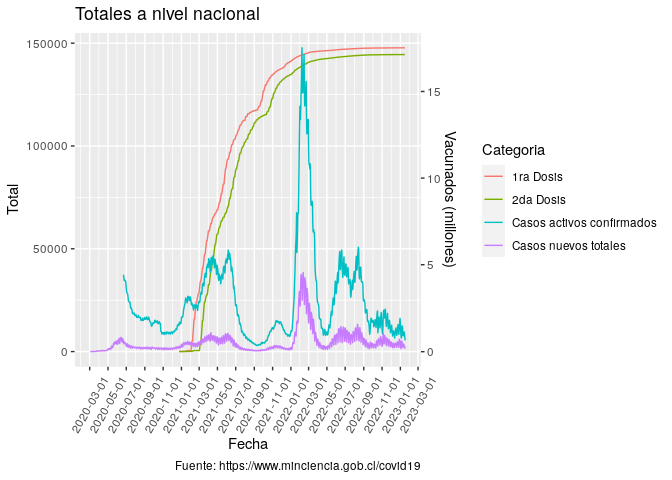 Totales a nivel nacional
150000
100000
50000
0
Total
15
10
5
0
Vacunados (millones)
2020-03-01
2020-05-01
2020-07-01
2020-09-01
2020-11-01
2021-01-01
2021-03-01
2021-05-01
2021-07-01
2021-09-01
2021-11-01
2022-01-01
2022-03-01
2022-05-01
2022-07-01
2022-09-01
2022-11-01
2023-01-01
2023-03-01
Fecha
Categoria
1ra Dosis
2da Dosis
Casos activos confirmados
Casos nuevos totales
Fuente: https://www.minciencia.gob.cl/covid19